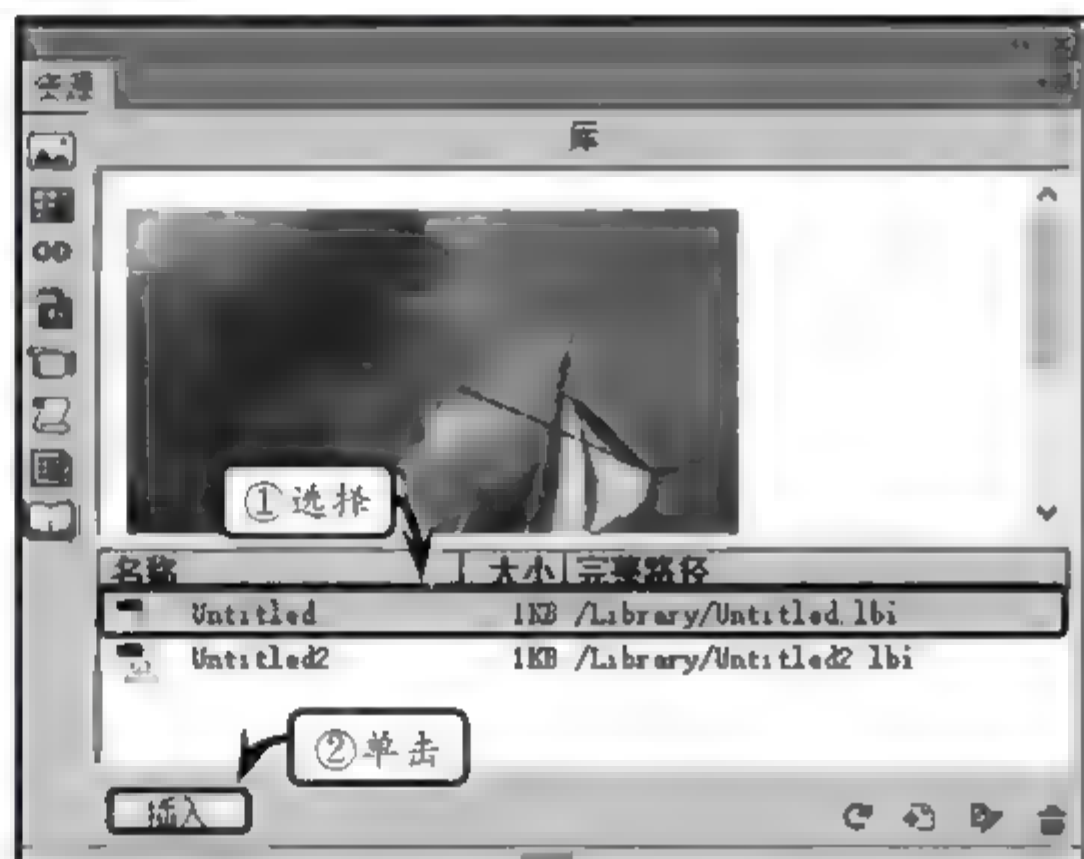 资源
库
①选择
名称 大小 完整路径
Untitled 1KB /Library/Untitled.lbi
Untitled2 1KB /Library/Untitled2.lbi
②单击
插入